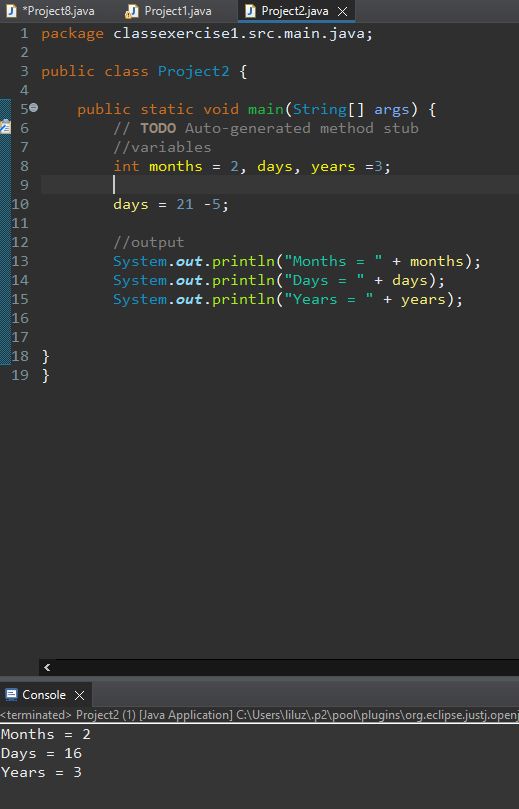 *Project8.java Project1.java Project2.java
1 package classexercise1.src.main.java;
2
3 public class Project2 {
4
5 public static void main(String[] args) {
6 // TODO Auto-generated method stub
7 //variables
8 int months = 2, days, years =3;
9
10 days = 21 -5;
11
12 //output
13 System.out.println("Months = " + months);
14 System.out.println("Days = " + days);
15 System.out.println("Years = " + years);
16
17
18 }
19 }
Console
<terminated> Project2 (1) [Java Application] C:\Users\liluz\.p2\pool\plugins\org.eclipse.justj.openj
Months = 2
Days = 16
Years = 3